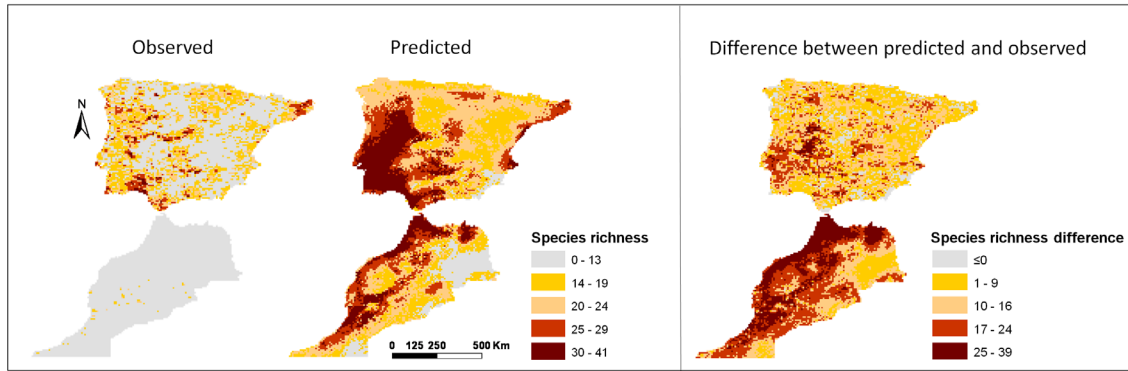 Observed
Predicted
Difference between predicted and observed
N
Species richness
0 - 13
14 - 19
20 - 24
25 - 29
30 - 41
0 125 250 500 Km
Species richness difference
≤0
1 - 9
10 - 16
17 - 24
25 - 39